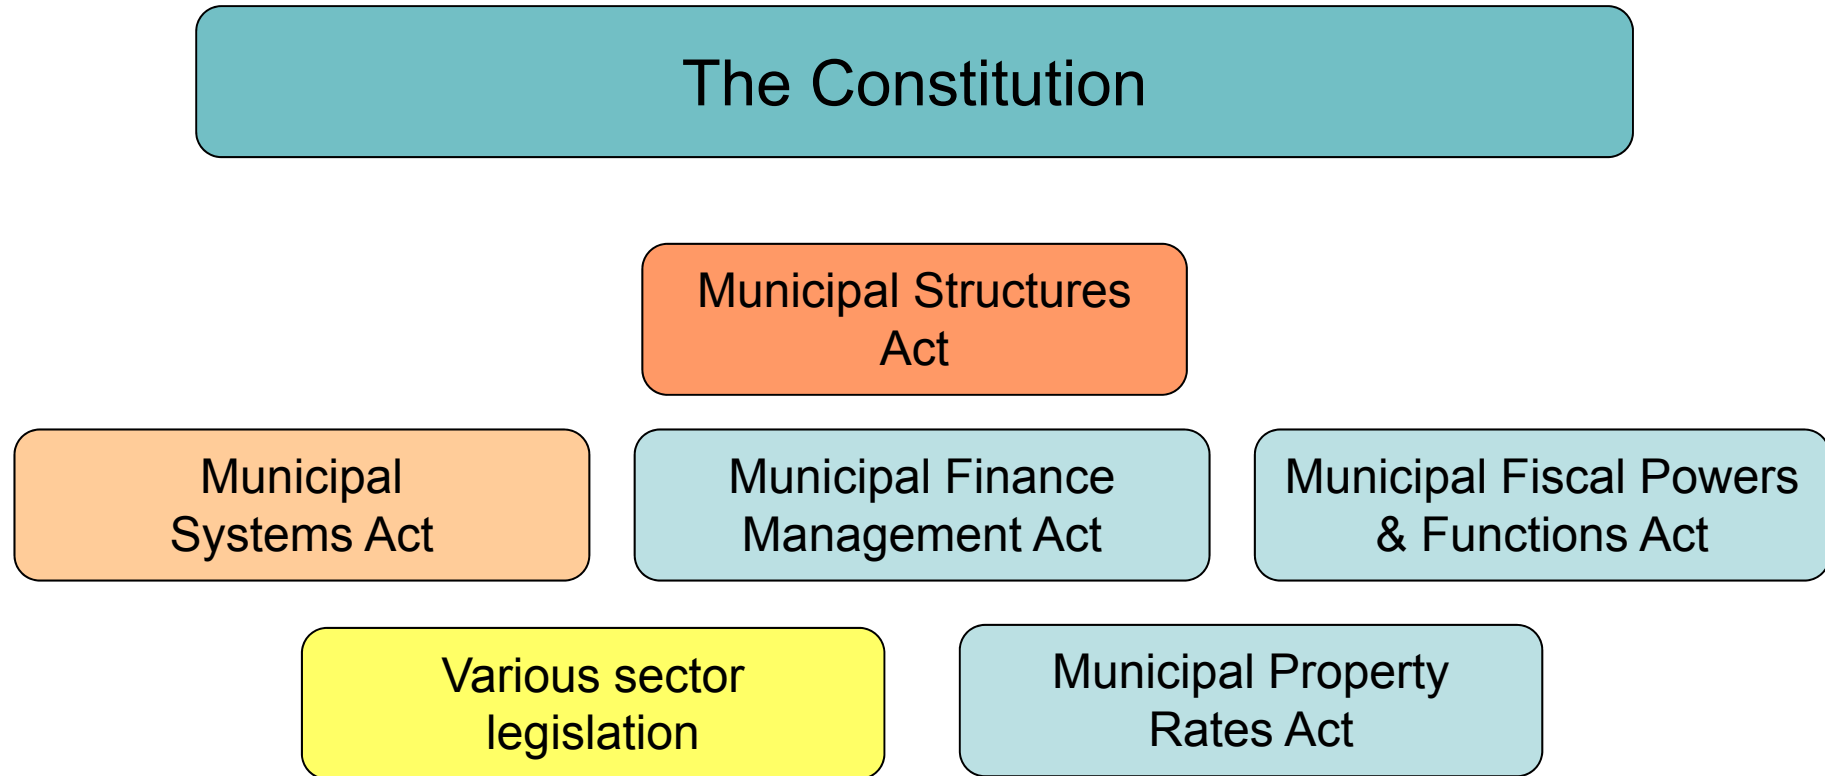 The Constitution
Municipal Structures
Act
Municipal
Systems Act
Municipal Finance
Management Act
Municipal Fiscal Powers
& Functions Act
Various sector
legislation
Municipal Property
Rates Act